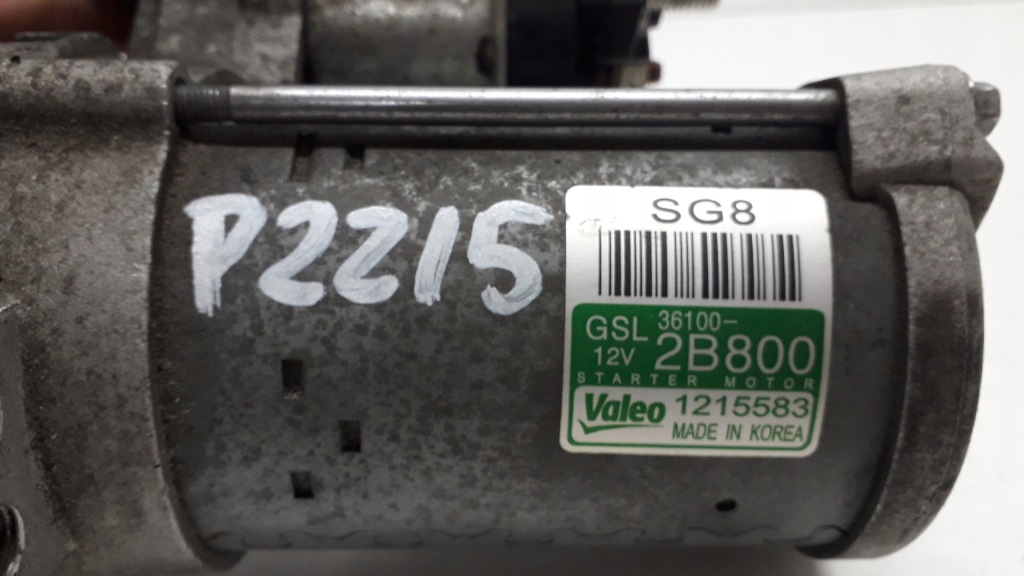 P2215
SG8
GSL 36100-
12V 2B800
STARTER MOTOR
Valeo 1215583
MADE IN KOREA